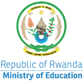 Republic of Rwanda
Ministry of Education